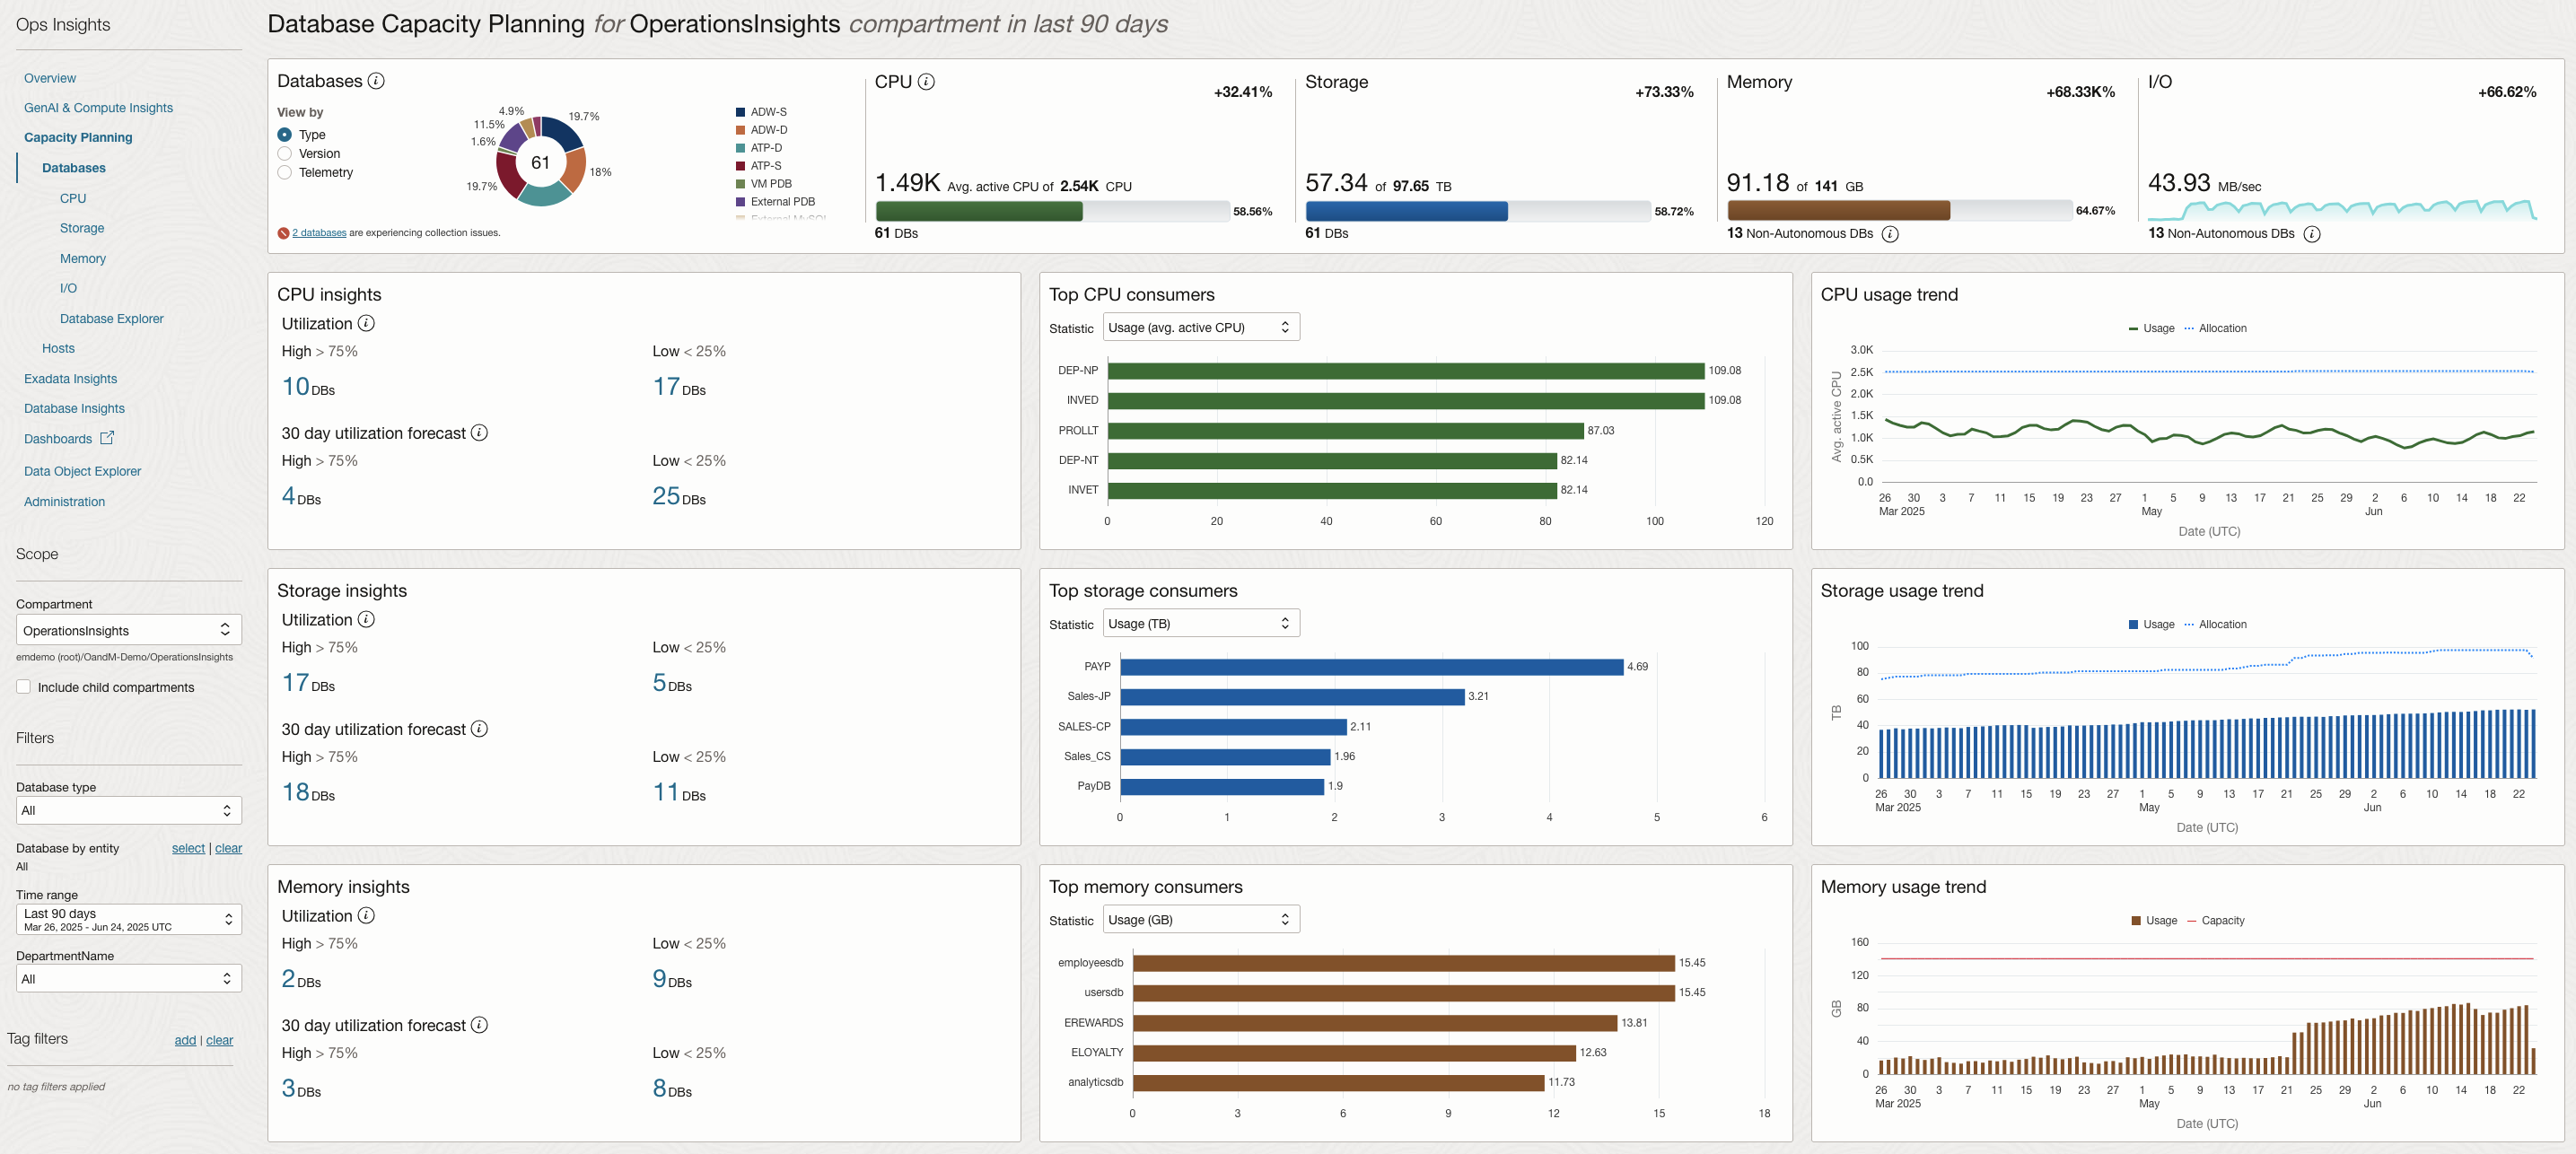 Ops Insights
Overview
GenAI & Compute Insights
Capacity Planning
Databases
CPU
Storage
Memory
I/O
Database Explorer
Hosts
Exadata Insights
Database Insights
Dashboards
Data Object Explorer
Administration
Scope
Compartment
OperationsInsights
emdemo (root)/OandM-Demo/OperationsInsights
Include child compartments
Filters
Database type
All
Database by entity select | clear
All
Time range
Last 90 days
Mar 26, 2025 - Jun 24, 2025 UTC
DepartmentName
All
Tag filters add | clear
no tag filters applied
Database Capacity Planning for OperationsInsights compartment in last 90 days
Databases
View by
Type
Version
Telemetry
4.9%
11.5%
1.6%
19.7%
19.7%
18%
61
ADW-S
ADW-D
ATP-D
ATP-S
VM PDB
External PDB
External MySQL
2 databases are experiencing collection issues.
CPU
+32.41%
1.49K Avg. active CPU of 2.54K CPU
58.56%
61 DBs
Storage
+73.33%
57.34 of 97.65 TB
58.72%
61 DBs
Memory
+68.33K%
91.18 of 141 GB
64.67%
13 Non-Autonomous DBs
I/O
+66.62%
43.93 MB/sec
13 Non-Autonomous DBs
CPU insights
Utilization
High > 75% Low < 25%
10 DBs 17 DBs
30 day utilization forecast
High > 75% Low < 25%
4 DBs 25 DBs
Top CPU consumers
Statistic Usage (avg. active CPU)
DEP-NP 109.08
INVED 109.08
PROLLT 87.03
DEP-NT 82.14
INVET 82.14
0 20 40 60 80 100 120
CPU usage trend
Usage Allocation
Avg. active CPU
3.0K
2.5K
2.0K
1.5K
1.0K
0.5K
0.0
26 30 3 7 11 15 19 23 27 1 5 9 13 17 21 25 29 2 6 10 14 18 22
Mar 2025 May Jun
Date (UTC)
Storage insights
Utilization
High > 75% Low < 25%
17 DBs 5 DBs
30 day utilization forecast
High > 75% Low < 25%
18 DBs 11 DBs
Top storage consumers
Statistic Usage (TB)
PAYP 4.69
Sales-JP 3.21
SALES-CP 2.11
Sales_CS 1.96
PayDB 1.9
0 1 2 3 4 5 6
Storage usage trend
Usage Allocation
TB
100
80
60
40
20
0
26 30 3 7 11 15 19 23 27 1 5 9 13 17 21 25 29 2 6 10 14 18 22
Mar 2025 May Jun
Date (UTC)
Memory insights
Utilization
High > 75% Low < 25%
2 DBs 9 DBs
30 day utilization forecast
High > 75% Low < 25%
3 DBs 8 DBs
Top memory consumers
Statistic Usage (GB)
employeesdb 15.45
usersdb 15.45
EREWARDS 13.81
ELOYALTY 12.63
analyticsdb 11.73
0 3 6 9 12 15 18
Memory usage trend
Usage Capacity
GB
160
120
80
40
0
26 30 3 7 11 15 19 23 27 1 5 9 13 17 21 25 29 2 6 10 14 18 22
Mar 2025 May Jun
Date (UTC)